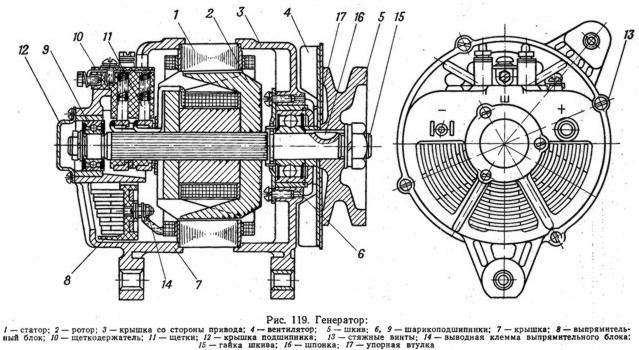 1 2 3 4 17 16 5 15
12 9 10 11
13
− Ш +
8 14 7 6
Рис. 119. Генератор:
1 — статор; 2 — ротор; 3 — крышка со стороны привода; 4 — вентилятор; 5 — шкив; 6, 9 — шарикоподшипники; 7 — крышка; 8 — выпрямитель-
ный блок; 10 — щеткодержатель; 11 — щетки; 12 — крышка подшипника; 13 — стяжные винты; 14 — выводная клемма выпрямительного блока;
15 — гайка шкива; 16 — шпонка; 17 — упорная втулка